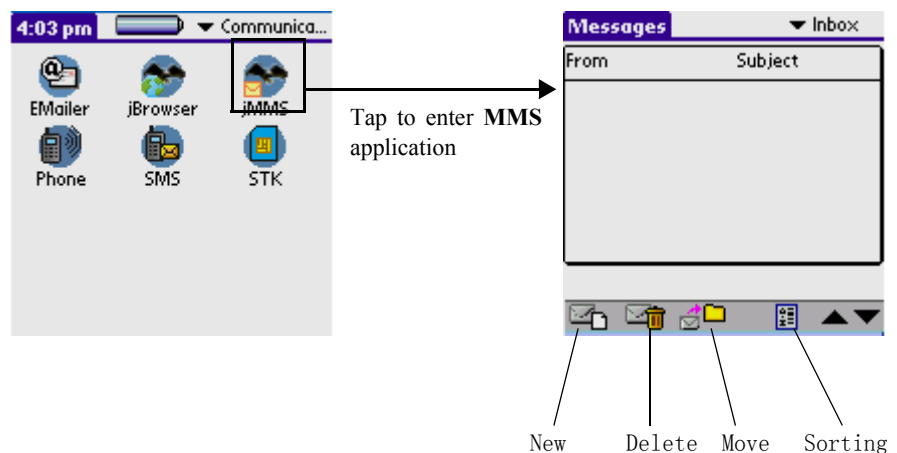 4:03 pm Communica...
EMailer jBrowser jMMS
Phone SMS STK
Tap to enter MMS
application
Messages Inbox
From Subject
New Delete Move Sorting